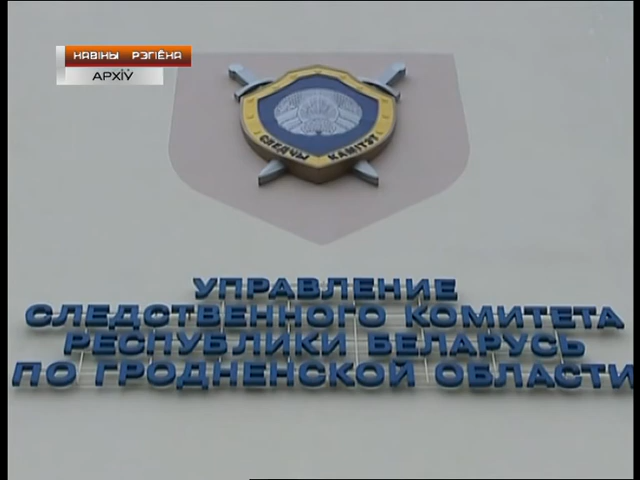 НАВІНЫ РЭГІЁНА
АРХІЎ
СЛЕДЧЫ КАМІТЭТ
УПРАВЛЕНИЕ
СЛЕДСТВЕННОГО КОМИТЕТА
РЕСПУБЛИКИ БЕЛАРУСЬ
ПО ГРОДНЕНСКОЙ ОБЛАСТИ